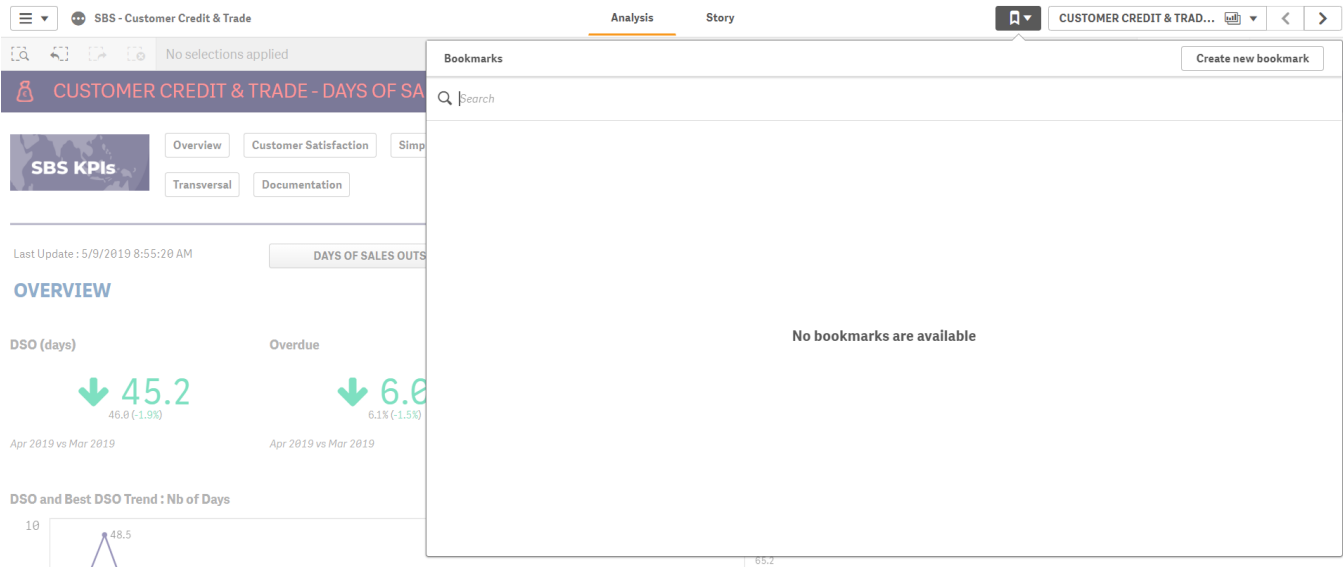 SBS - Customer Credit & Trade
Analysis
Story
CUSTOMER CREDIT & TRAD...
No selections applied
Bookmarks
Create new bookmark
CUSTOMER CREDIT & TRADE - DAYS OF SA
Search
SBS KPIs
Overview
Customer Satisfaction
Simp
Transversal
Documentation
Last Update : 5/9/2019 8:55:20 AM
DAYS OF SALES OUTS
OVERVIEW
No bookmarks are available
DSO (days)
Overdue
45.2
6.0
46.0 (-1.9%)
6.1% (-1.5%)
Apr 2019 vs Mar 2019
Apr 2019 vs Mar 2019
DSO and Best DSO Trend : Nb of Days
10
48.5
65.2